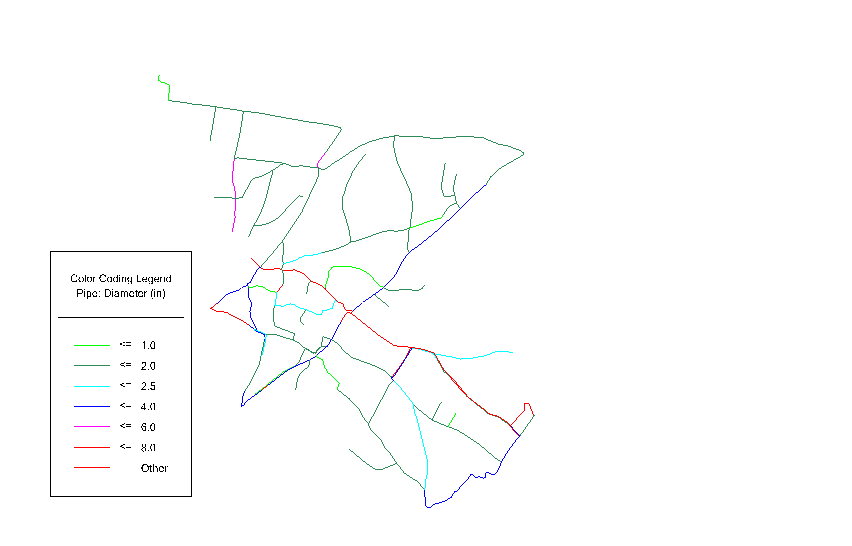 Color Coding Legend
Pipe: Diameter (in)
<= 1.0
<= 2.0
<= 2.5
<= 4.0
<= 6.0
<= 8.0
Other